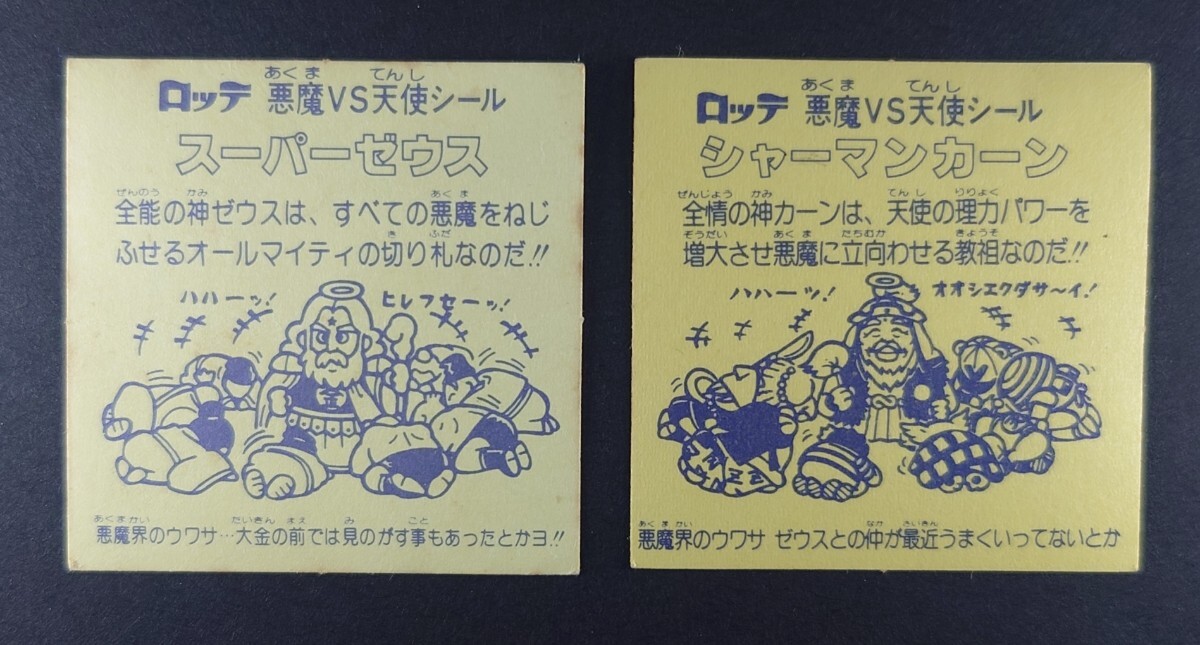 あくま てんし
ロッテ 悪魔VS天使シール
スーパーゼウス
ぜんのう かみ あくま
全能の神ゼウスは、すべての悪魔をねじ
き ふだ
ふせるオールマイティの切り札なのだ!!
ハハーッ! ヒレフセーッ!
あくまかい たいきん まえ み こと
悪魔界のウワサ…大金の前では見のがす事もあったとかヨ!!
あくま てんし
ロッテ 悪魔VS天使シール
シャーマンカーン
ぜんじょう かみ てんし りりょく
全情の神カーンは、天使の理力パワーを
ぞうだい あくま たちむか きょうそ
増大させ悪魔に立向わせる教祖なのだ!!
ハハーッ! オオシエクダサ〜イ!
あくまかい なか さいきん
悪魔界のウワサ ゼウスとの仲が最近うまくいってないとか